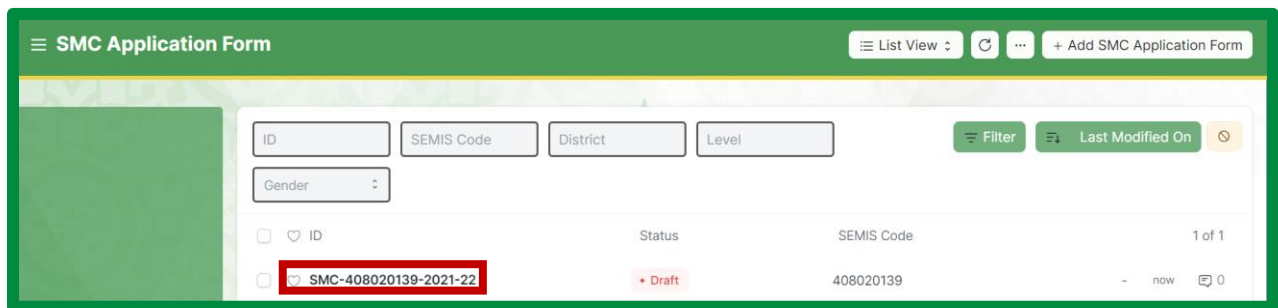 SMC Application Form List View ... + Add SMC Application Form
ID SEMIS Code District Level Filter Last Modified On
Gender
ID Status SEMIS Code 1 of 1
SMC-408020139-2021-22 • Draft 408020139 - now 0